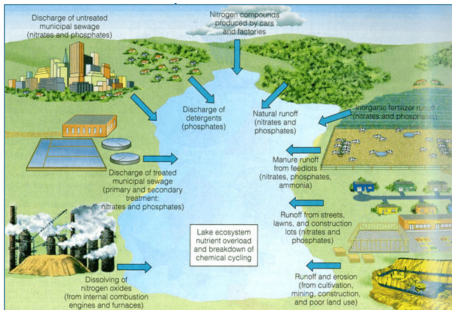 Discharge of untreated
municipal sewage
(nitrates and phosphates)
Nitrogen compounds
produced by cars
and factories
Discharge of
detergents
(phosphates)
Natural runoff
(nitrates and
phosphates)
Inorganic fertilizer runoff
(nitrates and phosphates)
Manure runoff
from feedlots
(nitrates, phosphates,
ammonia)
Discharge of treated
municipal sewage
(primary and secondary
treatment:
nitrates and phosphates)
Runoff from streets,
lawns, and construction
lots (nitrates and
phosphates)
Lake ecosystem
nutrient overload
and breakdown of
chemical cycling
Dissolving of
nitrogen oxides
(from internal combustion
engines and furnaces)
Runoff and erosion
(from cultivation,
mining, construction,
and poor land use)